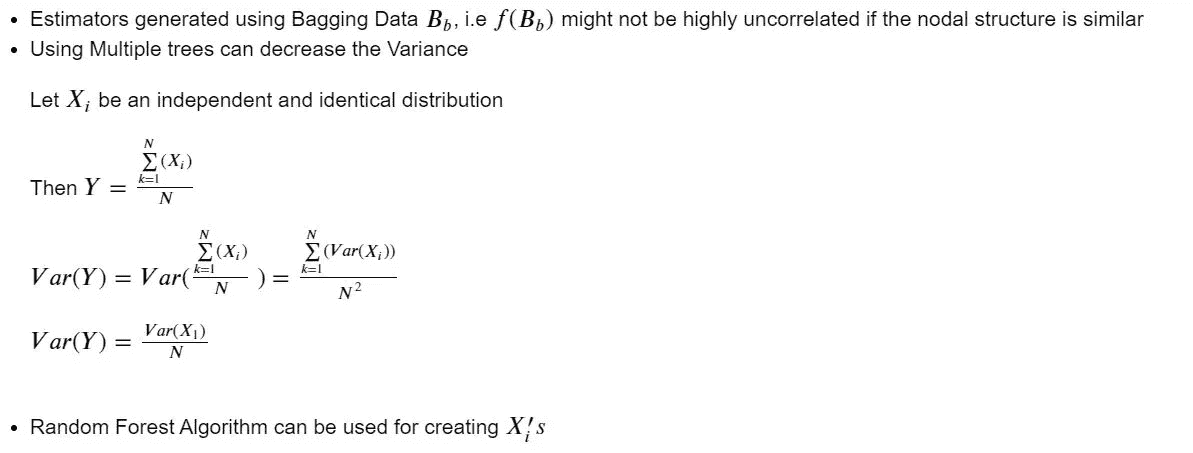 • Estimators generated using Bagging Data B_b, i.e f(B_b) might not be highly uncorrelated if the nodal structure is similar
• Using Multiple trees can decrease the Variance
Let X_i be an independent and identical distribution
Then Y = \frac{\sum_{k=1}^{N}(X_i)}{N}
Var(Y) = Var(\frac{\sum_{k=1}^{N}(X_i)}{N}) = \frac{\sum_{k=1}^{N}(Var(X_i))}{N^2}
Var(Y) = \frac{Var(X_1)}{N}
• Random Forest Algorithm can be used for creating X_i's